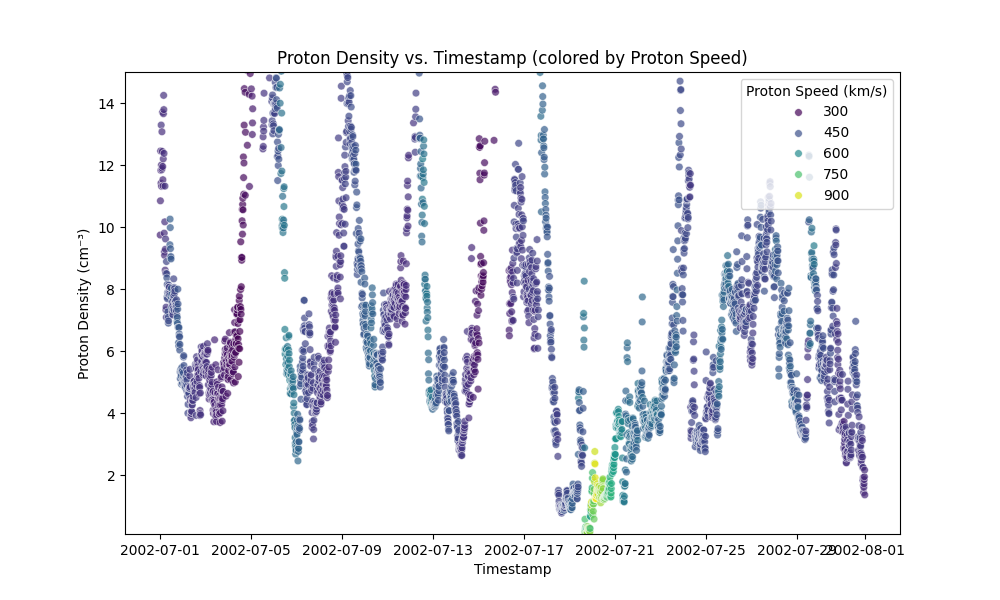 Proton Density vs. Timestamp (colored by Proton Speed)
Proton Density (cm⁻³)
14
12
10
8
6
4
2
Proton Speed (km/s)
300
450
600
750
900
2002-07-01 2002-07-05 2002-07-09 2002-07-13 2002-07-17 2002-07-21 2002-07-25 2002-07-29 2002-08-01
Timestamp